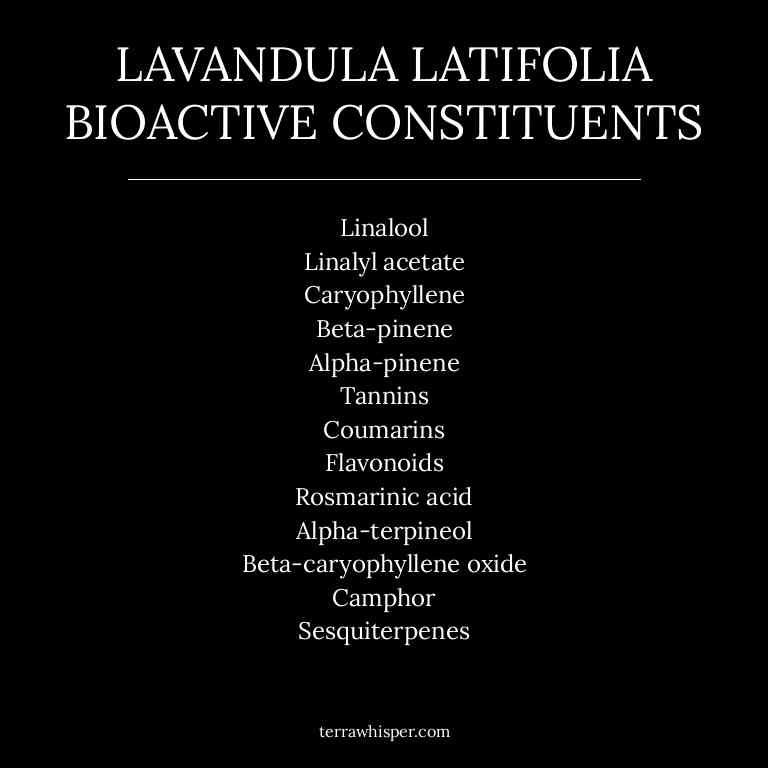 LAVANDULA LATIFOLIA
BIOACTIVE CONSTITUENTS
Linalool
Linalyl acetate
Caryophyllene
Beta-pinene
Alpha-pinene
Tannins
Coumarins
Flavonoids
Rosmarinic acid
Alpha-terpineol
Beta-caryophyllene oxide
Camphor
Sesquiterpenes
terrawhisper.com